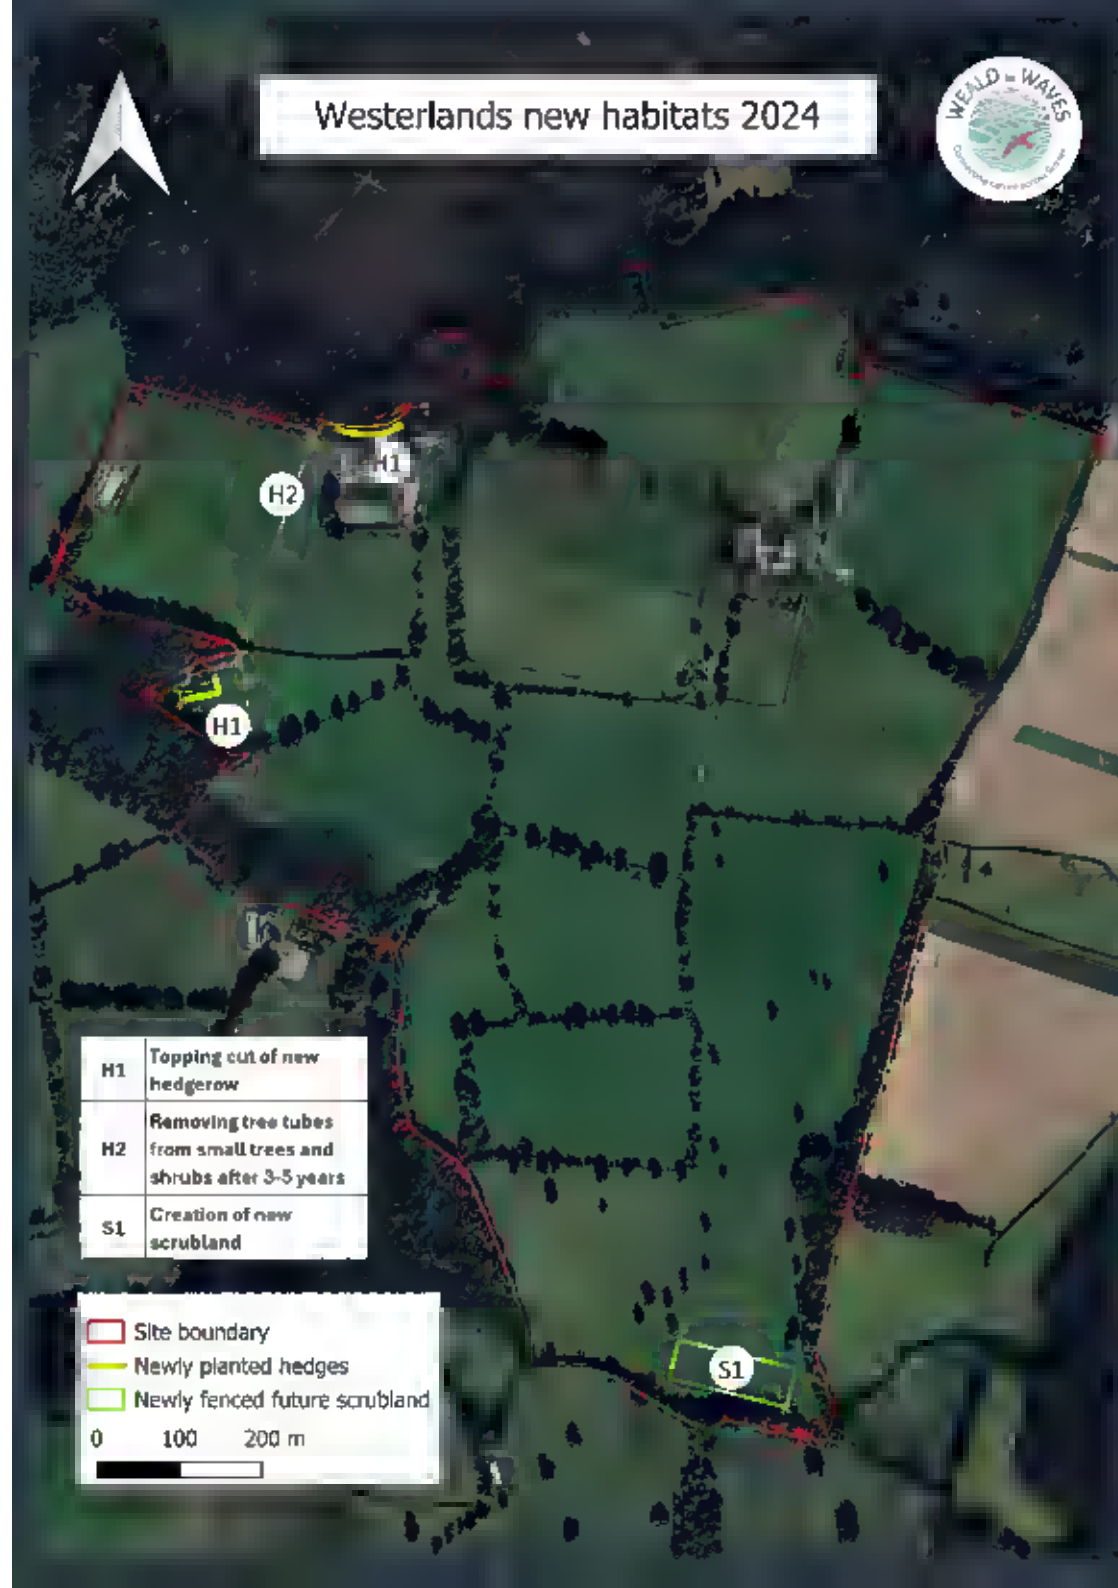 Westerlands new habitats 2024
WEALD to WAVES
H1
H2
H1
H1 Topping cut of new
hedgerow
H2 Removing tree tubes
from small trees and
shrubs after 3-5 years
S1 Creation of new
scrubland
S1
Site boundary
Newly planted hedges
Newly fenced future scrubland
0 100 200 m